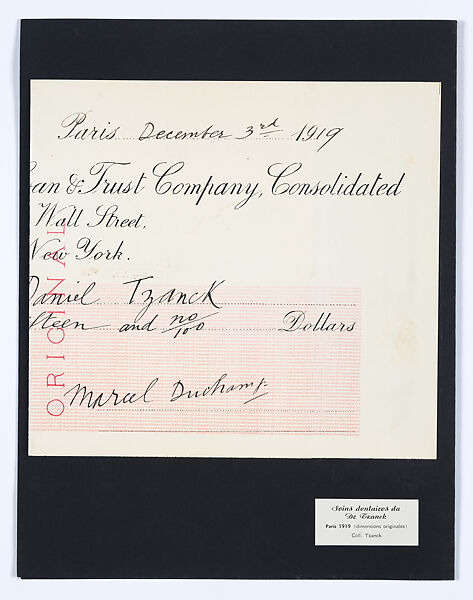 Paris December 3rd 1919
an & Trust Company, Consolidated
Wall Street,
New York.
ORIGINAL
Daniel Tzanck
teen and no/100 Dollars
Marcel Duchamp
Soins dentaires du
Dr Tzanck
Paris 1919 (dimensions originales)
Coll. Tzanck